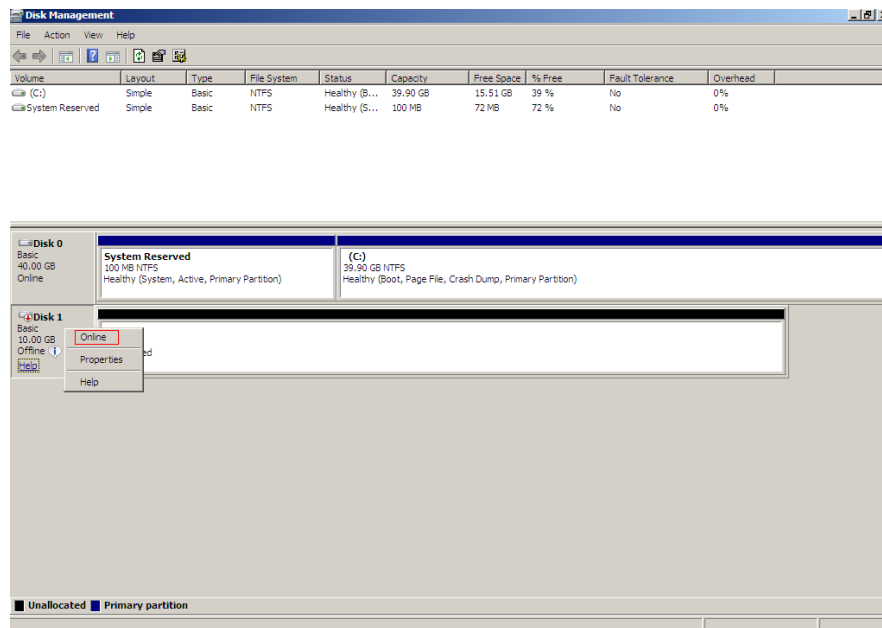 Disk Management
File Action View Help
Volume Layout Type File System Status Capacity Free Space % Free Fault Tolerance Overhead
(C:) Simple Basic NTFS Healthy (B... 39.90 GB 15.51 GB 39 % No 0%
System Reserved Simple Basic NTFS Healthy (S... 100 MB 72 MB 72 % No 0%
Disk 0
Basic
40.00 GB
Online
System Reserved
100 MB NTFS
Healthy (System, Active, Primary Partition)
(C:)
39.90 GB NTFS
Healthy (Boot, Page File, Crash Dump, Primary Partition)
Disk 1
Basic
10.00 GB
Offline
Help
Online
Properties
Help
Unallocated Primary partition